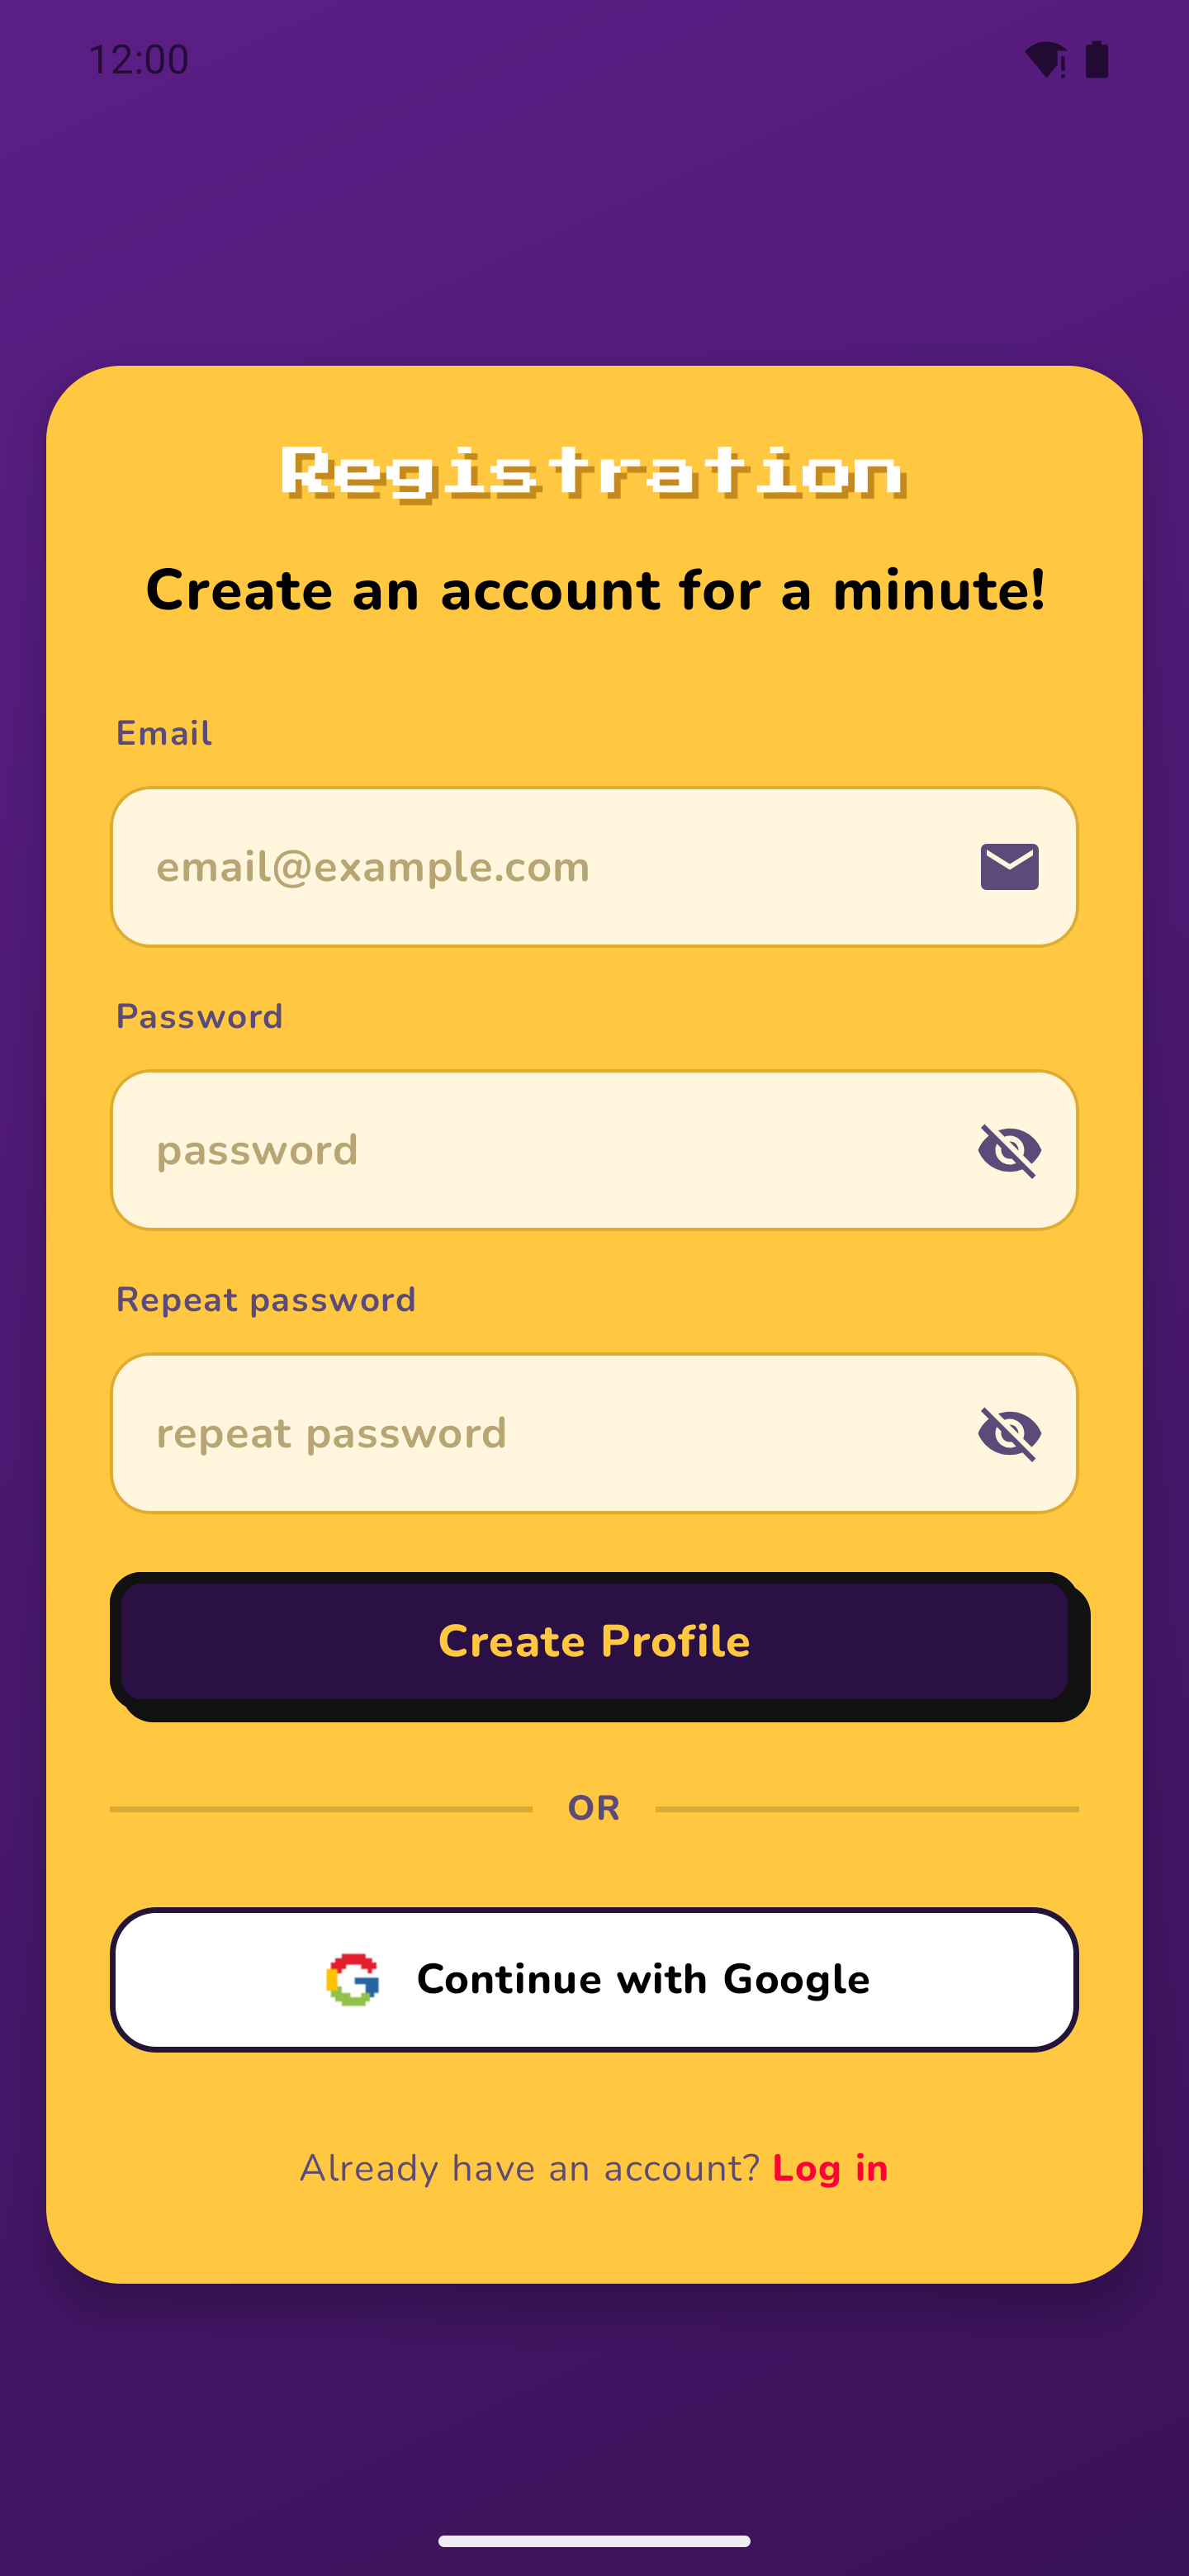 12:00
Registration
Create an account for a minute!
Email
email@example.com
Password
password
Repeat password
repeat password
Create Profile
OR
Continue with Google
Already have an account? Log in